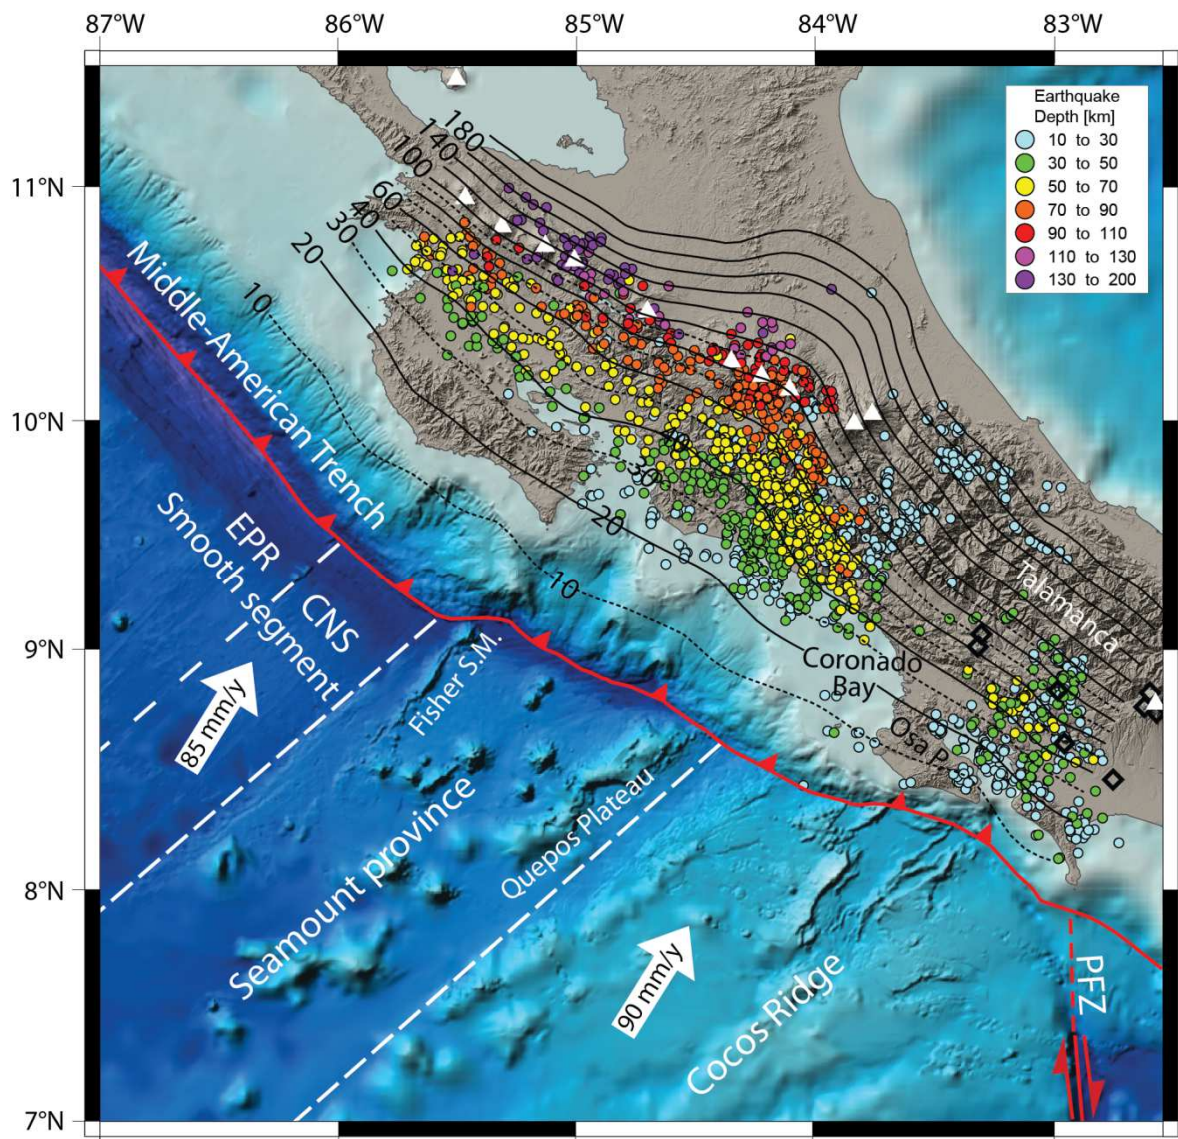 87°W
86°W
85°W
84°W
83°W
11°N
10°N
9°N
8°N
7°N
Earthquake
Depth [km]
10 to 30
30 to 50
50 to 70
70 to 90
90 to 110
110 to 130
130 to 200
180
140
100
60
40
30
20
10
30
20
10
Middle-American Trench
EPR
CNS
Smooth segment
85 mm/y
Fisher S.M.
Seamount province
Quepos Plateau
90 mm/y
Cocos Ridge
Coronado
Bay
Osa P.
Talamanca
PFZ